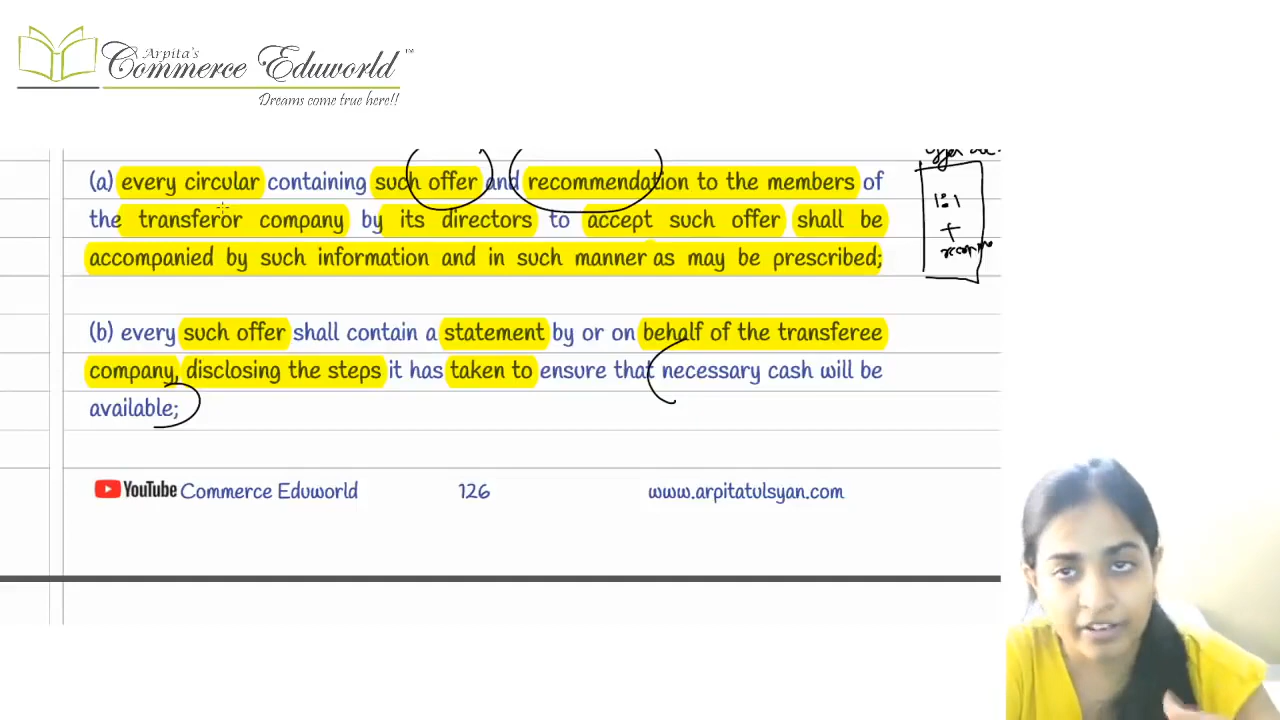 Arpita's
Commerce Eduworld™
Dreams come true here!!
(a) every circular containing such offer and recommendation to the members of
the transferor company by its directors to accept such offer shall be
accompanied by such information and in such manner as may be prescribed;
1:1
+
(b) every such offer shall contain a statement by or on behalf of the transferee
company, disclosing the steps it has taken to ensure that necessary cash will be
available;
YouTube Commerce Eduworld 126 www.arpitatulsyan.com